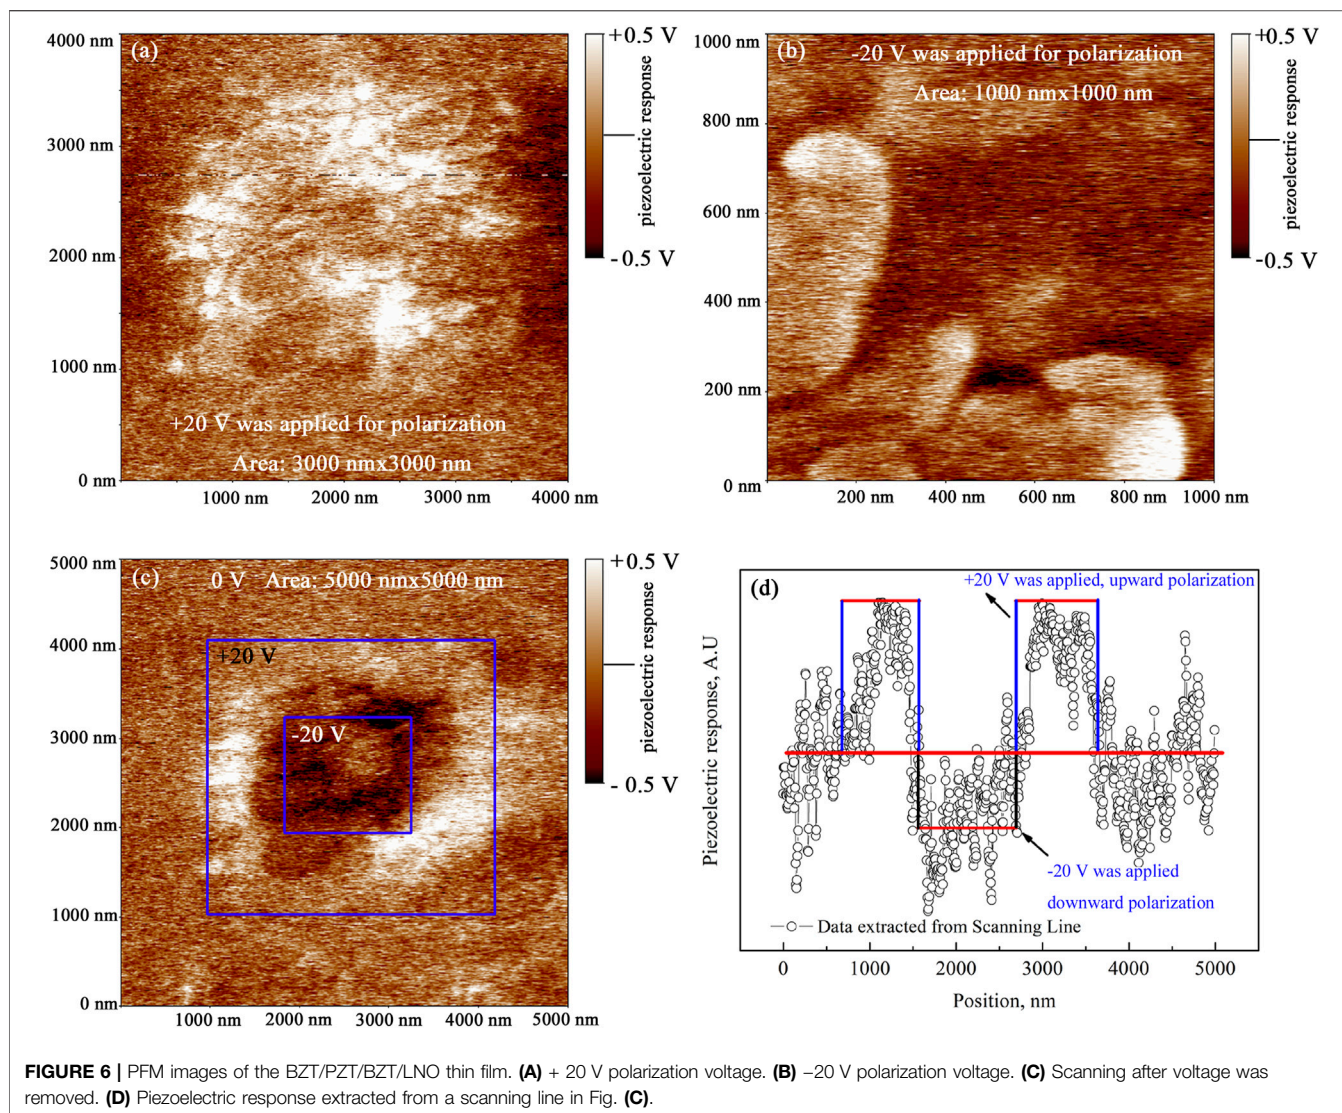 (a)
4000 nm
3000 nm
2000 nm
1000 nm
0 nm
+20 V was applied for polarization
Area: 3000 nmx3000 nm
1000 nm
2000 nm
3000 nm
4000 nm
+0.5 V
piezoelectric response
-0.5 V
(b)
1000 nm
800 nm
600 nm
400 nm
200 nm
0 nm
-20 V was applied for polarization
Area: 1000 nmx1000 nm
200 nm
400 nm
600 nm
800 nm
1000 nm
+0.5 V
piezoelectric response
-0.5 V
(c)
5000 nm
4000 nm
3000 nm
2000 nm
1000 nm
0 nm
0 V Area: 5000 nmx5000 nm
+20 V
-20 V
1000 nm
2000 nm
3000 nm
4000 nm
5000 nm
+0.5 V
piezoelectric response
- 0.5 V
(d)
+20 V was applied, upward polarization
Piezoelectric response, A.U
-20 V was applied
downward polarization
Data extracted from Scanning Line
0
1000
2000
3000
4000
5000
Position, nm
FIGURE 6 | PFM images of the BZT/PZT/BZT/LNO thin film. (A) + 20 V polarization voltage. (B) −20 V polarization voltage. (C) Scanning after voltage was
removed. (D) Piezoelectric response extracted from a scanning line in Fig. (C).